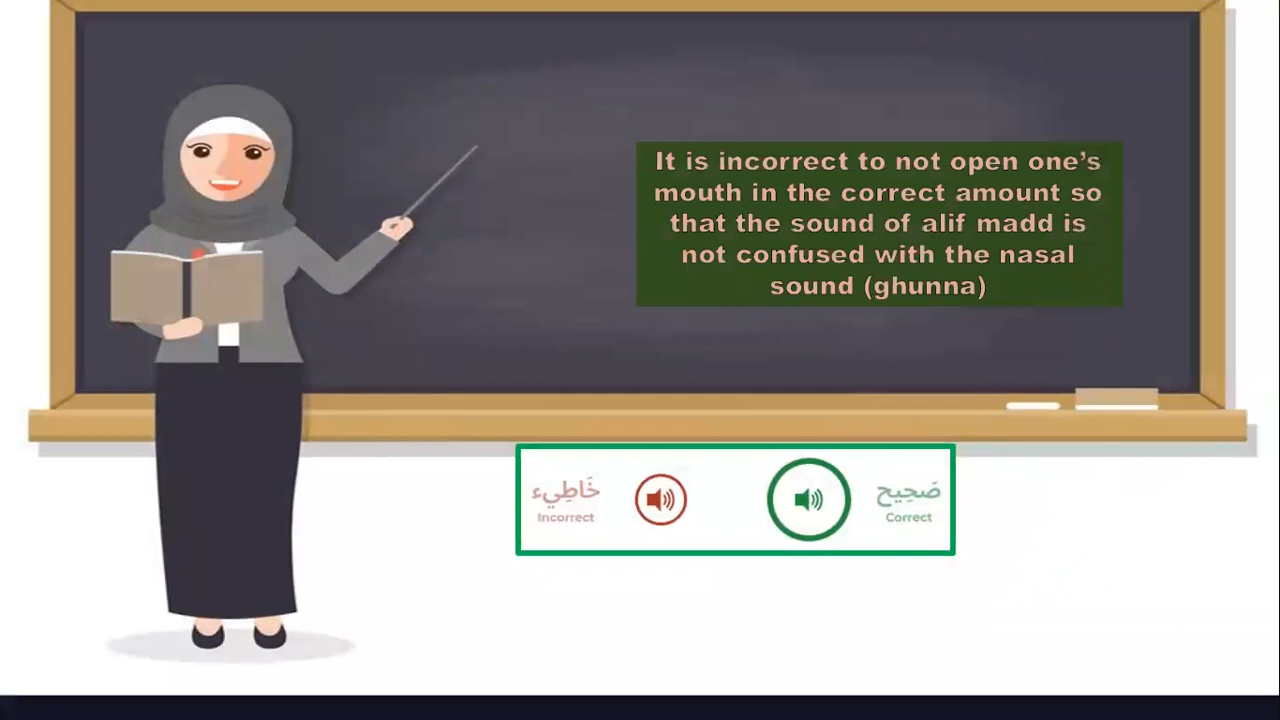 It is incorrect to not open one’s
mouth in the correct amount so
that the sound of alif madd is
not confused with the nasal
sound (ghunna)
خَاطِيء
Incorrect
صَحِيح
Correct